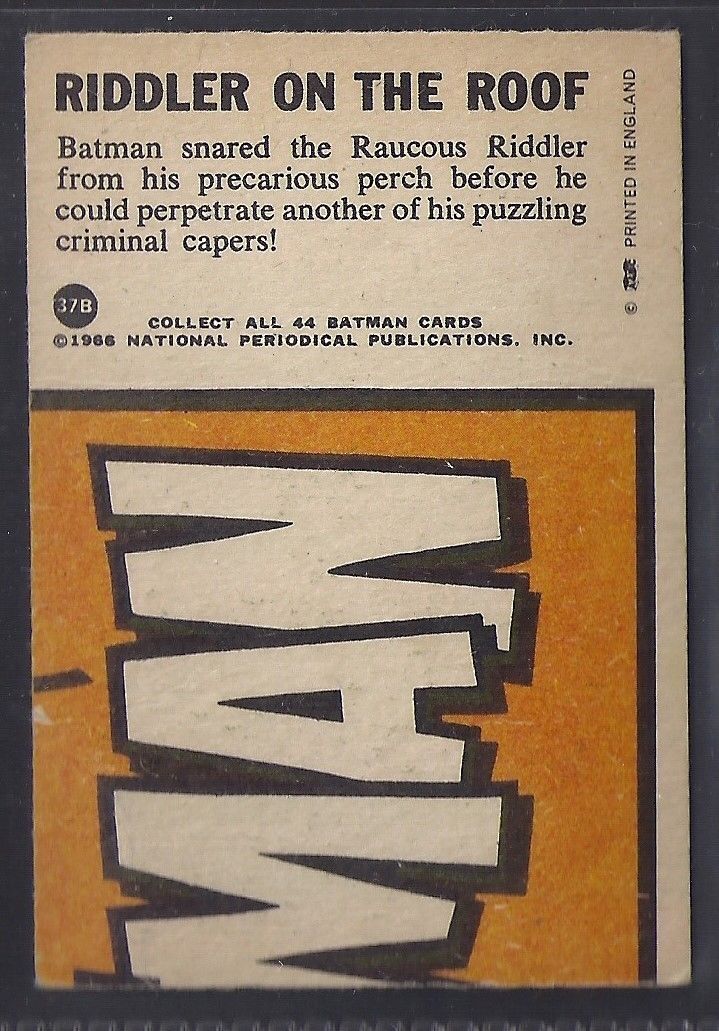 RIDDLER ON THE ROOF
Batman snared the Raucous Riddler
from his precarious perch before he
could perpetrate another of his puzzling
criminal capers!
37B
COLLECT ALL 44 BATMAN CARDS
©1966 NATIONAL PERIODICAL PUBLICATIONS, INC.
© PRINTED IN ENGLAND
MAN